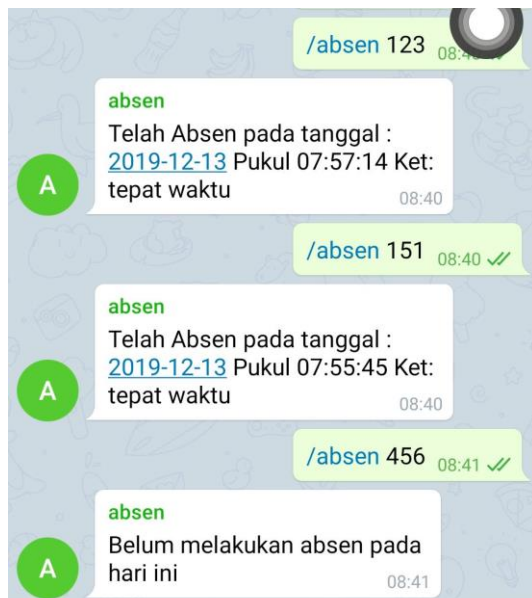 /absen 123
absen
Telah Absen pada tanggal :
2019-12-13 Pukul 07:57:14 Ket:
tepat waktu
08:40
A
/absen 151 08:40
absen
Telah Absen pada tanggal :
2019-12-13 Pukul 07:55:45 Ket:
tepat waktu
08:40
A
/absen 456 08:41
absen
Belum melakukan absen pada
hari ini
08:41
A